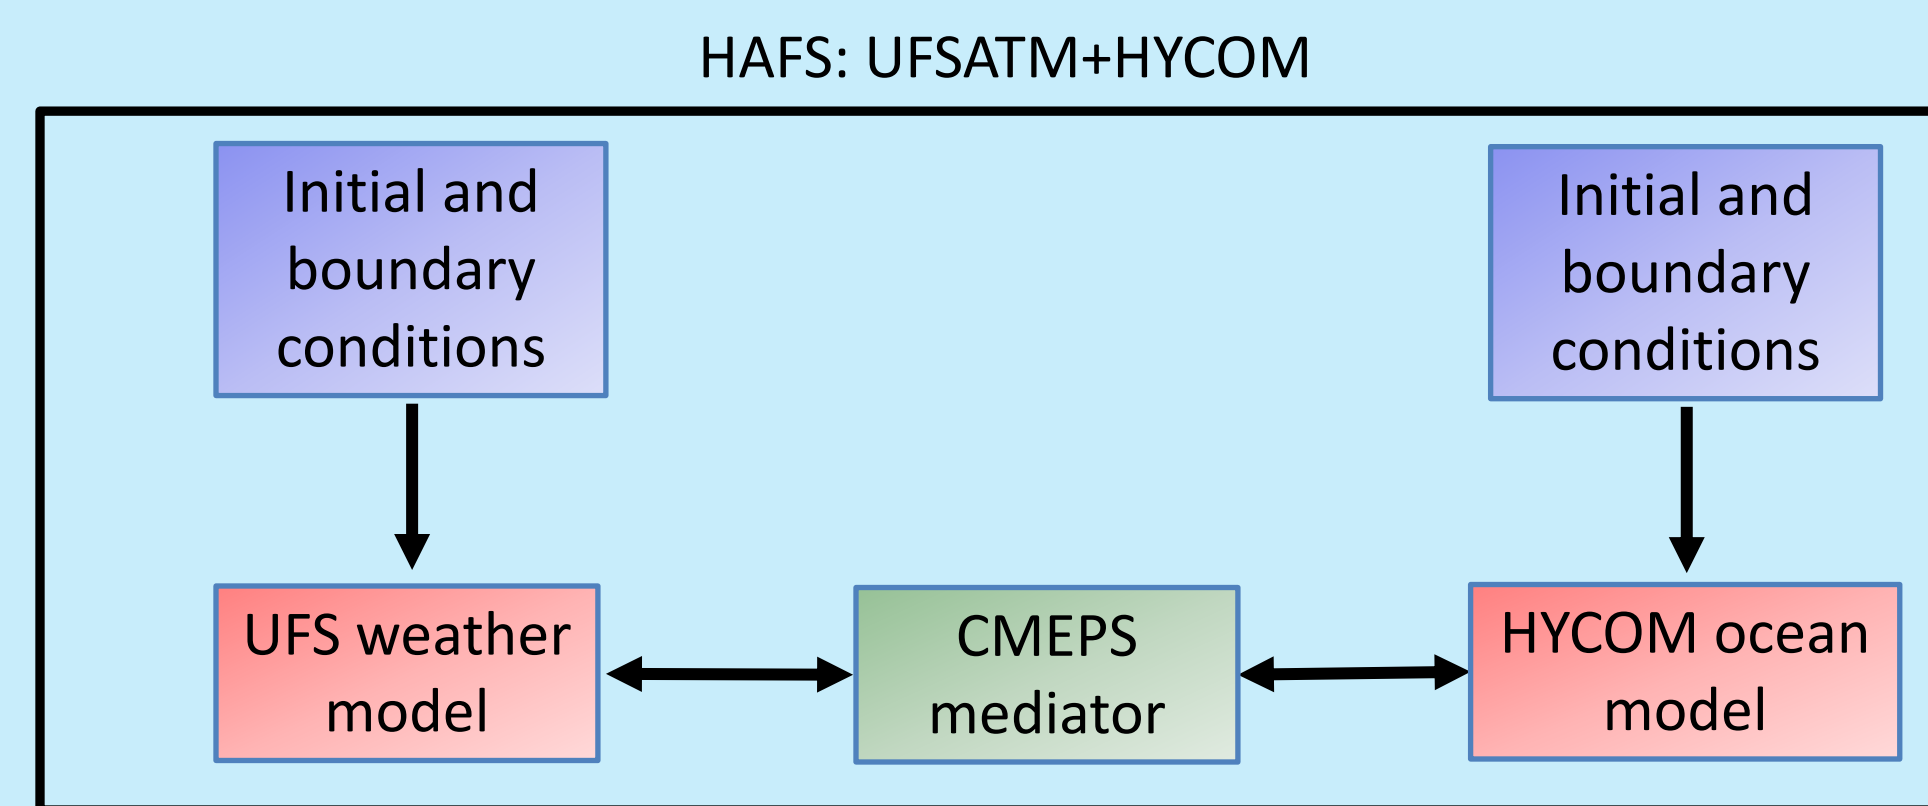 HAFS: UFSATM+HYCOM
Initial and
boundary
conditions
Initial and
boundary
conditions
UFS weather
model
CMEPS
mediator
HYCOM ocean
model